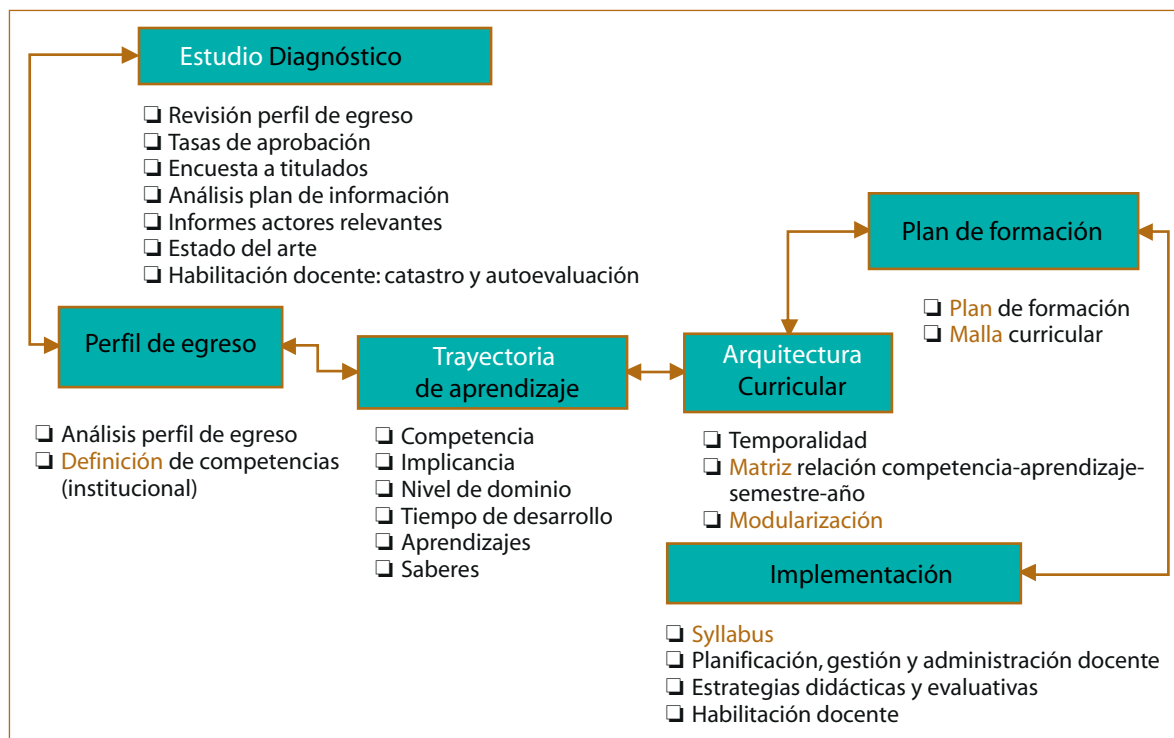 Estudio Diagnóstico
❏ Revisión perfil de egreso
❏ Tasas de aprobación
❏ Encuesta a titulados
❏ Análisis plan de información
❏ Informes actores relevantes
❏ Estado del arte
❏ Habilitación docente: catastro y autoevaluación
Perfil de egreso
❏ Análisis perfil de egreso
❏ Definición de competencias
(institucional)
Trayectoria
de aprendizaje
❏ Competencia
❏ Implicancia
❏ Nivel de dominio
❏ Tiempo de desarrollo
❏ Aprendizajes
❏ Saberes
Arquitectura
Curricular
❏ Temporalidad
❏ Matriz relación competencia-aprendizaje-
semestre-año
❏ Modularización
Plan de formación
❏ Plan de formación
❏ Malla curricular
Implementación
❏ Syllabus
❏ Planificación, gestión y administración docente
❏ Estrategias didácticas y evaluativas
❏ Habilitación docente